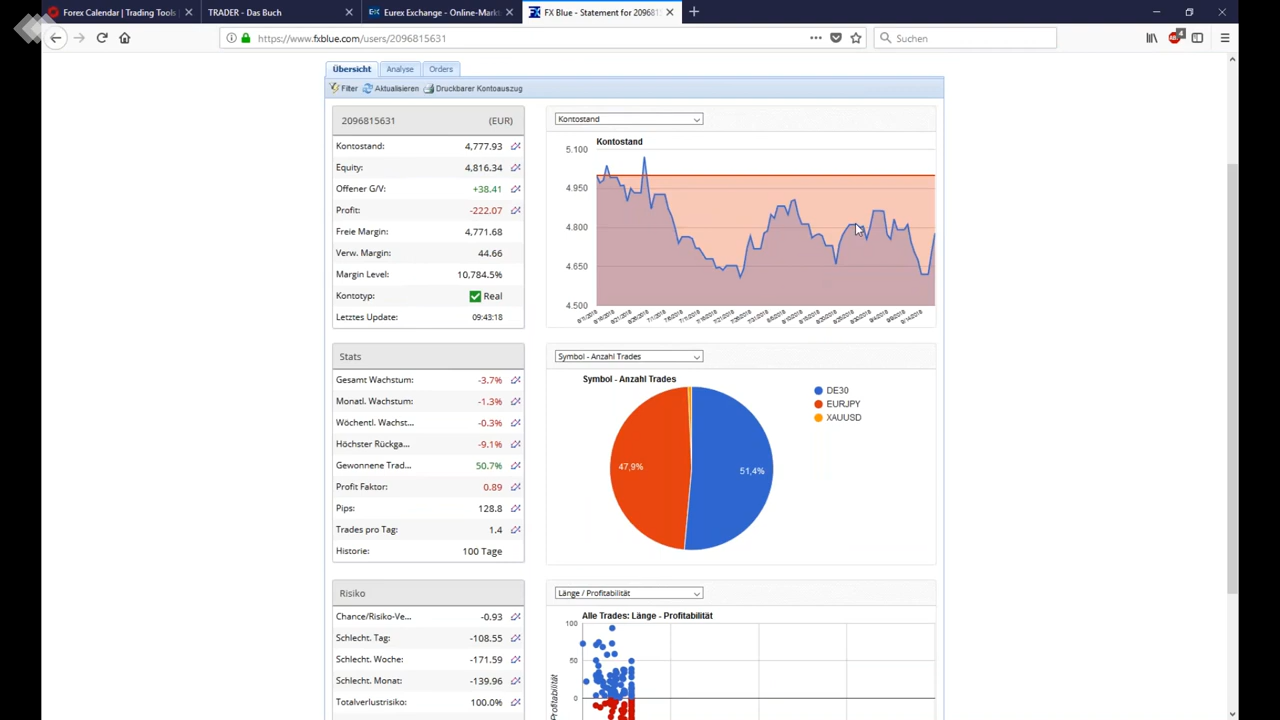 Forex Calendar | Trading Tools
TRADER - Das Buch
Eurex Exchange - Online-Markt
FX Blue - Statement for 2096815
https://www.fxblue.com/users/2096815631
Suchen
4
Übersicht
Analyse
Orders
Filter
Aktualisieren
Druckbarer Kontoauszug
2096815631 (EUR)
Kontostand: 4,777.93
Equity: 4,816.34
Offener G/V: +38.41
Profit: -222.07
Freie Margin: 4,771.68
Verw. Margin: 44.66
Margin Level: 10,784.5%
Kontotyp: Real
Letztes Update: 09:43:18
Kontostand
Kontostand
5.100
4.950
4.800
4.650
4.500
Stats
Gesamt Wachstum: -3.7%
Monatl. Wachstum: -1.3%
Wöchentl. Wachst... -0.3%
Höchster Rückga... -9.1%
Gewonnene Trad... 50.7%
Profit Faktor: 0.89
Pips: 128.8
Trades pro Tag: 1.4
Historie: 100 Tage
Symbol - Anzahl Trades
Symbol - Anzahl Trades
47,9%
51,4%
DE30
EURJPY
XAUUSD
Risiko
Chance/Risiko-Ve... -0.93
Schlecht. Tag: -108.55
Schlecht. Woche: -171.59
Schlecht. Monat: -139.96
Totalverlustrisiko: 100.0%
Länge / Profitabilität
Alle Trades: Länge - Profitabilität
100
50
0
Profitabilität